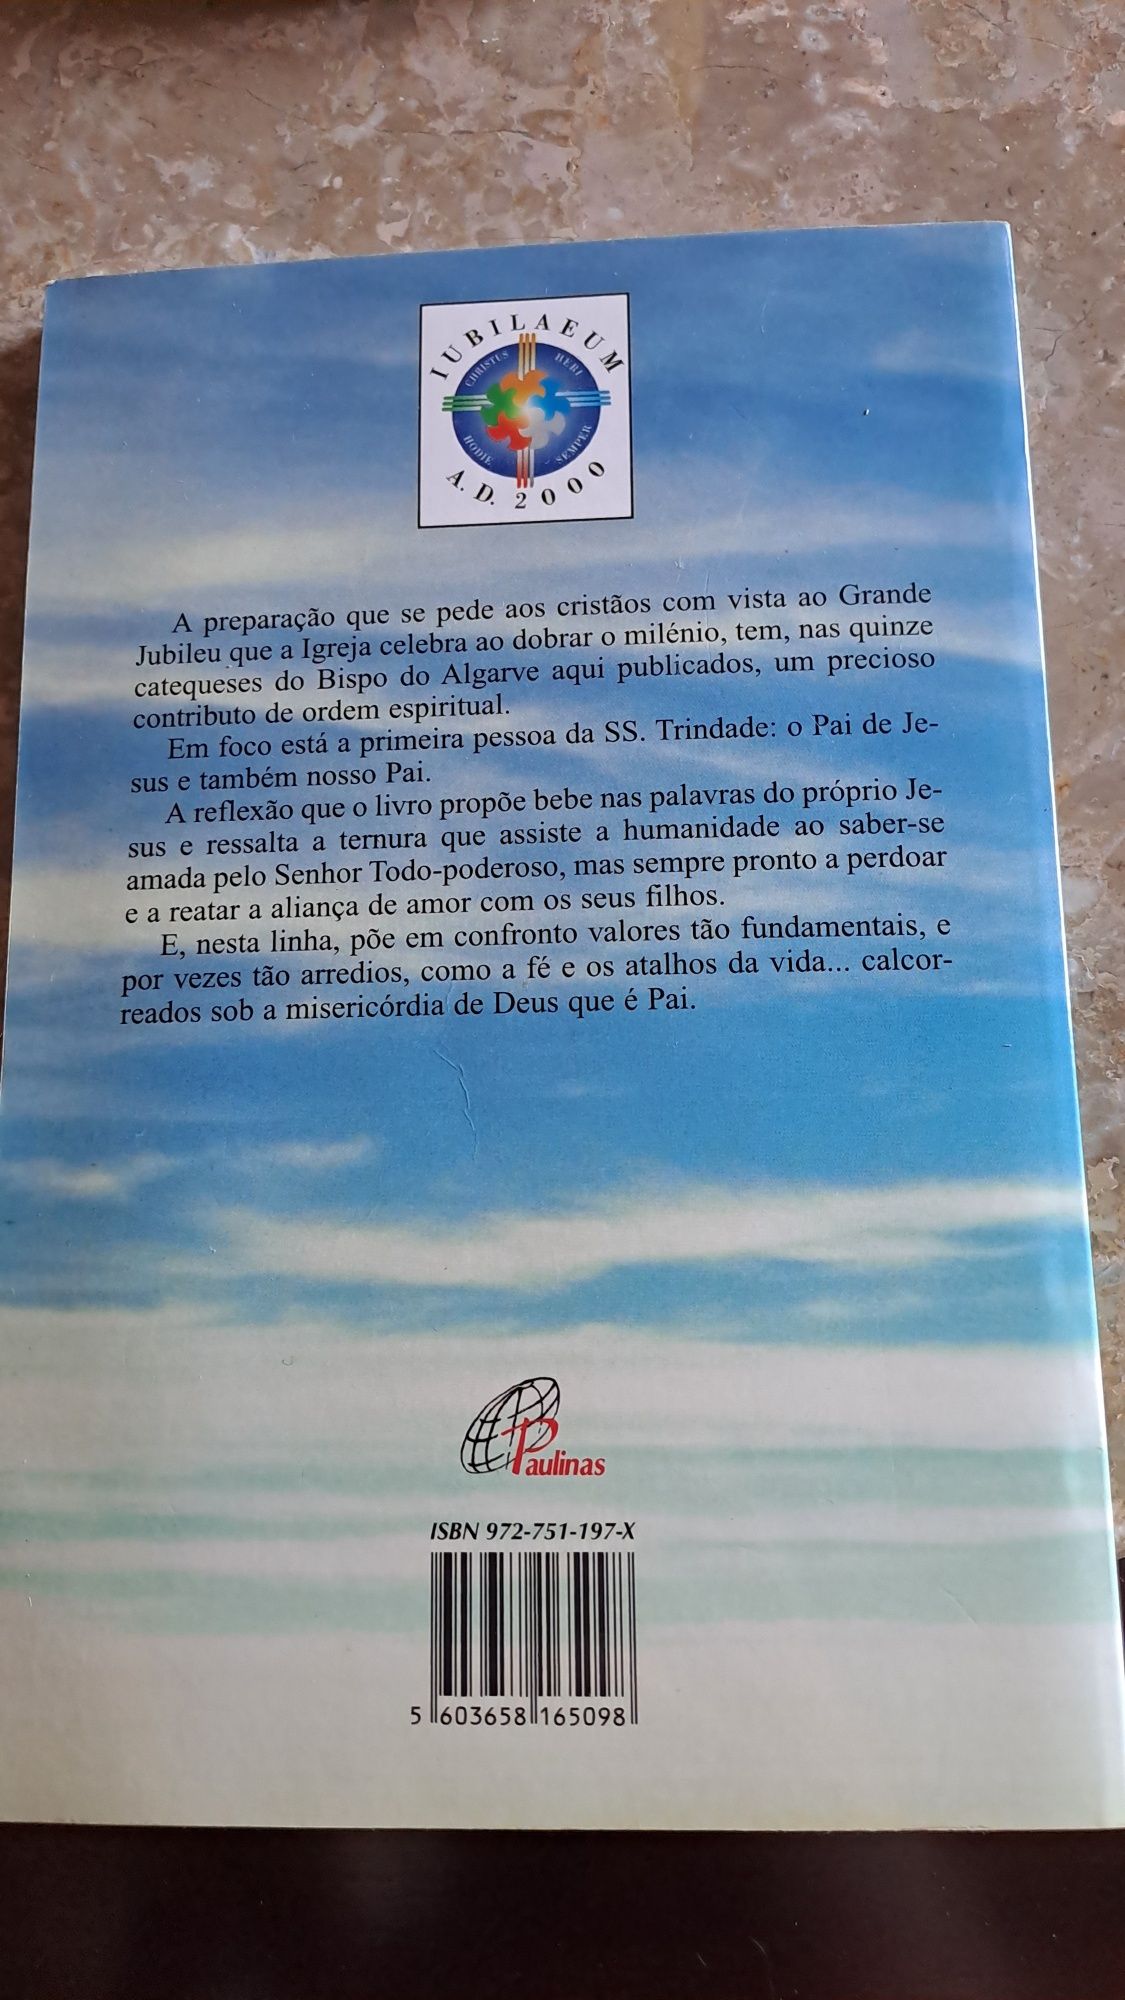 IUBILAEUM
CHRISTUS HERI
HODIE SEMPER
A. D. 2000
A preparação que se pede aos cristãos com vista ao Grande
Jubileu que a Igreja celebra ao dobrar o milénio, tem, nas quinze
catequeses do Bispo do Algarve aqui publicados, um precioso
contributo de ordem espiritual.
Em foco está a primeira pessoa da SS. Trindade: o Pai de Je-
sus e também nosso Pai.
A reflexão que o livro propõe bebe nas palavras do próprio Je-
sus e ressalta a ternura que assiste a humanidade ao saber-se
amada pelo Senhor Todo-poderoso, mas sempre pronto a perdoar
e a reatar a aliança de amor com os seus filhos.
E, nesta linha, põe em confronto valores tão fundamentais, e
por vezes tão arredios, como a fé e os atalhos da vida... calcor-
reados sob a misericórdia de Deus que é Pai.
Paulinas
ISBN 972-751-197-X
5 603658 165098